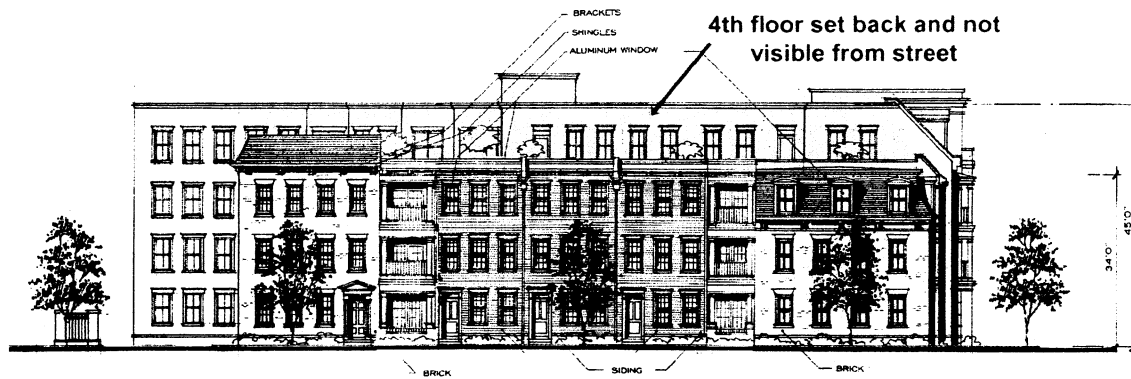 BRACKETS
SHINGLES
ALUMINUM WINDOW
4th floor set back and not
visible from street
34'0"
45'0"
BRICK
SIDING
BRICK